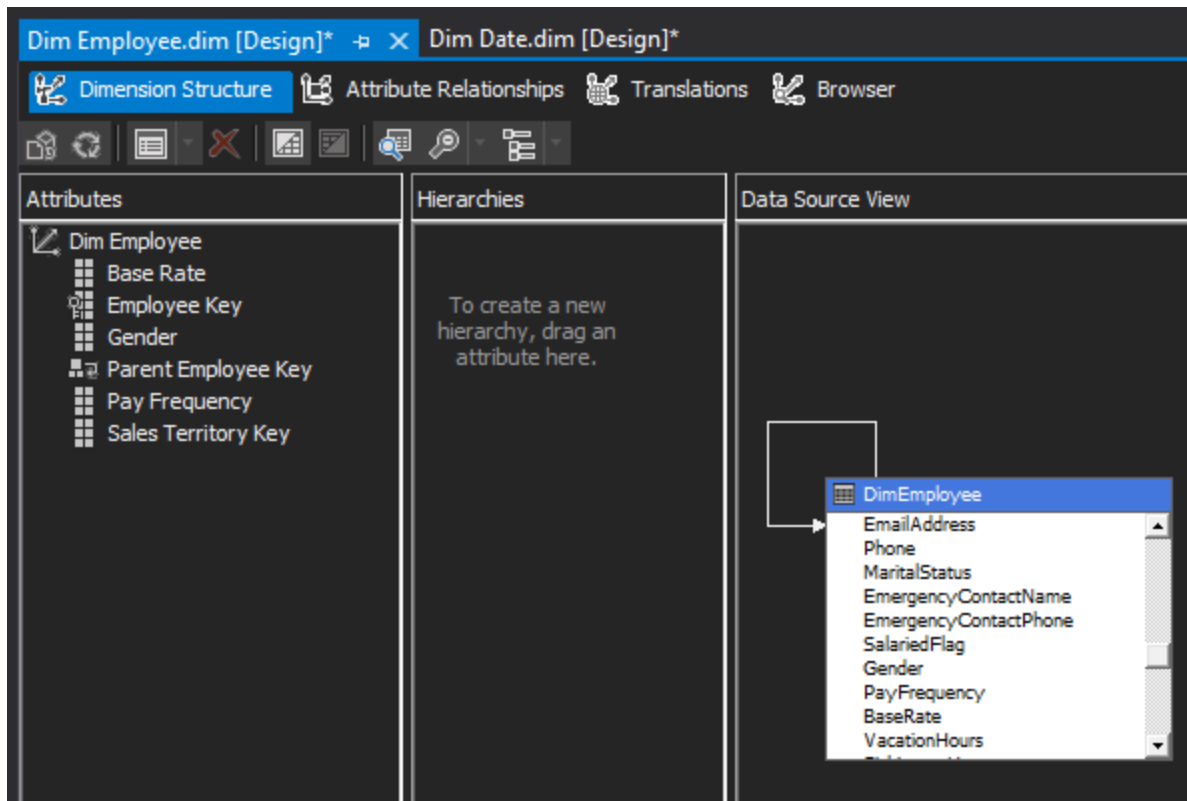 Dim Employee.dim [Design]* Dim Date.dim [Design]*
Dimension Structure Attribute Relationships Translations Browser
Attributes
Dim Employee
Base Rate
Employee Key
Gender
Parent Employee Key
Pay Frequency
Sales Territory Key
Hierarchies
To create a new
hierarchy, drag an
attribute here.
Data Source View
DimEmployee
EmailAddress
Phone
MaritalStatus
EmergencyContactName
EmergencyContactPhone
SalariedFlag
Gender
PayFrequency
BaseRate
VacationHours